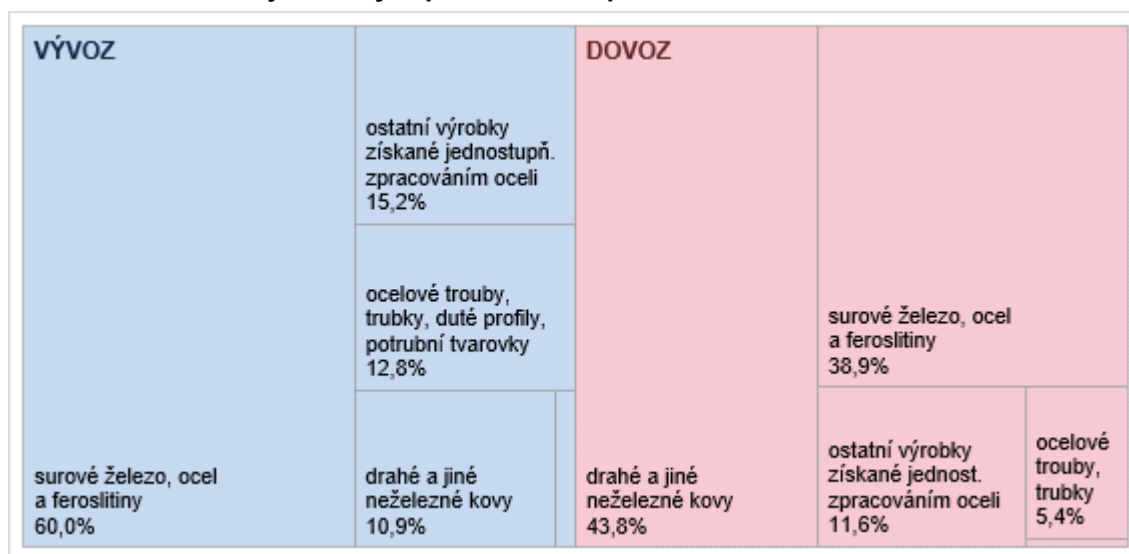 VÝVOZ
surové železo, ocel
a feroslitiny
60,0%
ostatní výrobky
získané jednostupň.
zpracováním oceli
15,2%
ocelové trouby,
trubky, duté profily,
potrubní tvarovky
12,8%
drahé a jiné
neželezné kovy
10,9%
DOVOZ
drahé a jiné
neželezné kovy
43,8%
surové železo, ocel
a feroslitiny
38,9%
ostatní výrobky
získané jednost.
zpracováním oceli
11,6%
ocelové
trouby,
trubky
5,4%